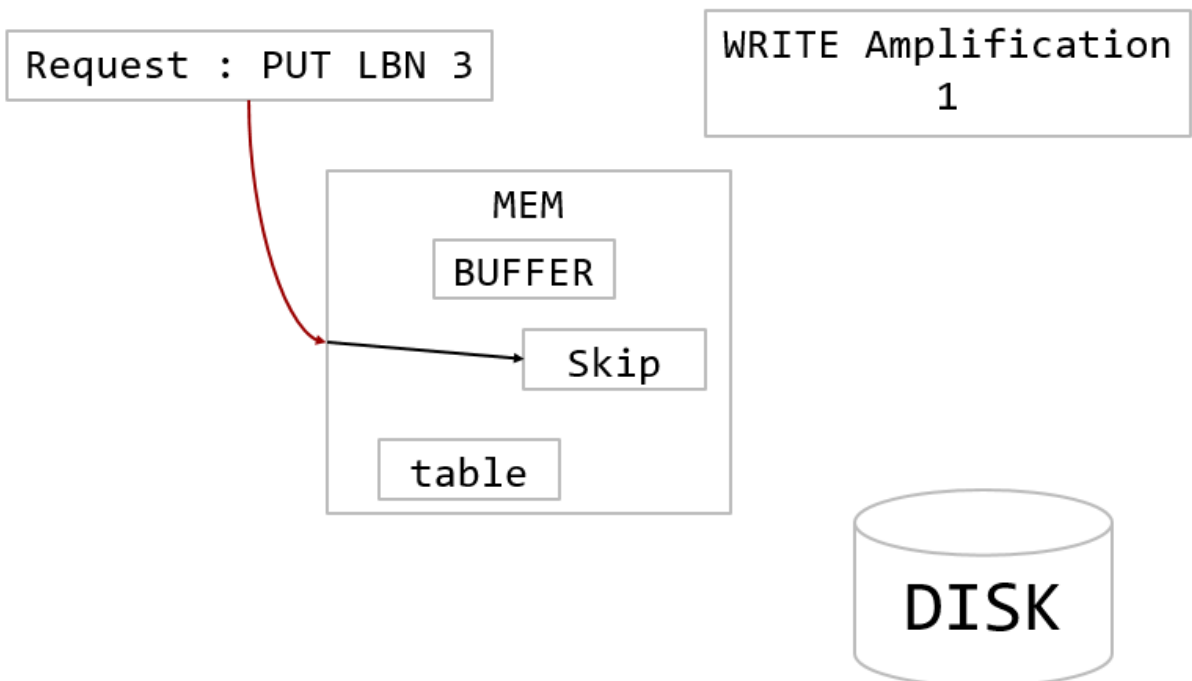 Request : PUT LBN 3
WRITE Amplification
1
MEM
BUFFER
Skip
table
DISK